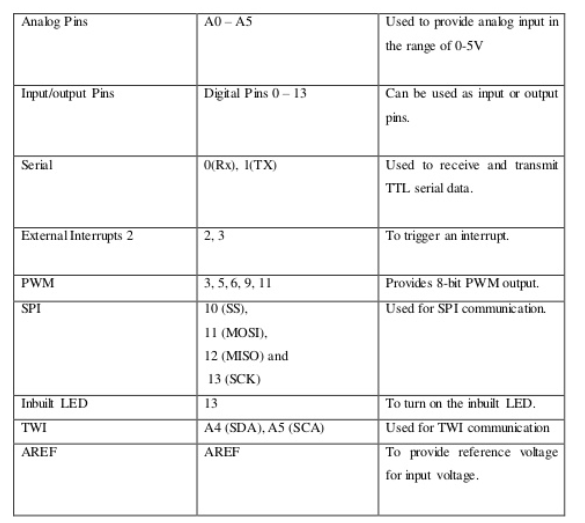 Analog Pins A0 – A5 Used to provide analog input in
the range of 0-5V
Input/output Pins Digital Pins 0 – 13 Can be used as input or output
pins.
Serial 0(Rx), 1(TX) Used to receive and transmit
TTL serial data.
External Interrupts 2 2, 3 To trigger an interrupt.
PWM 3, 5, 6, 9, 11 Provides 8-bit PWM output.
SPI 10 (SS), Used for SPI communication.
11 (MOSI),
12 (MISO) and
13 (SCK)
Inbuilt LED 13 To turn on the inbuilt LED.
TWI A4 (SDA), A5 (SCA) Used for TWI communication
AREF AREF To provide reference voltage
for input voltage.